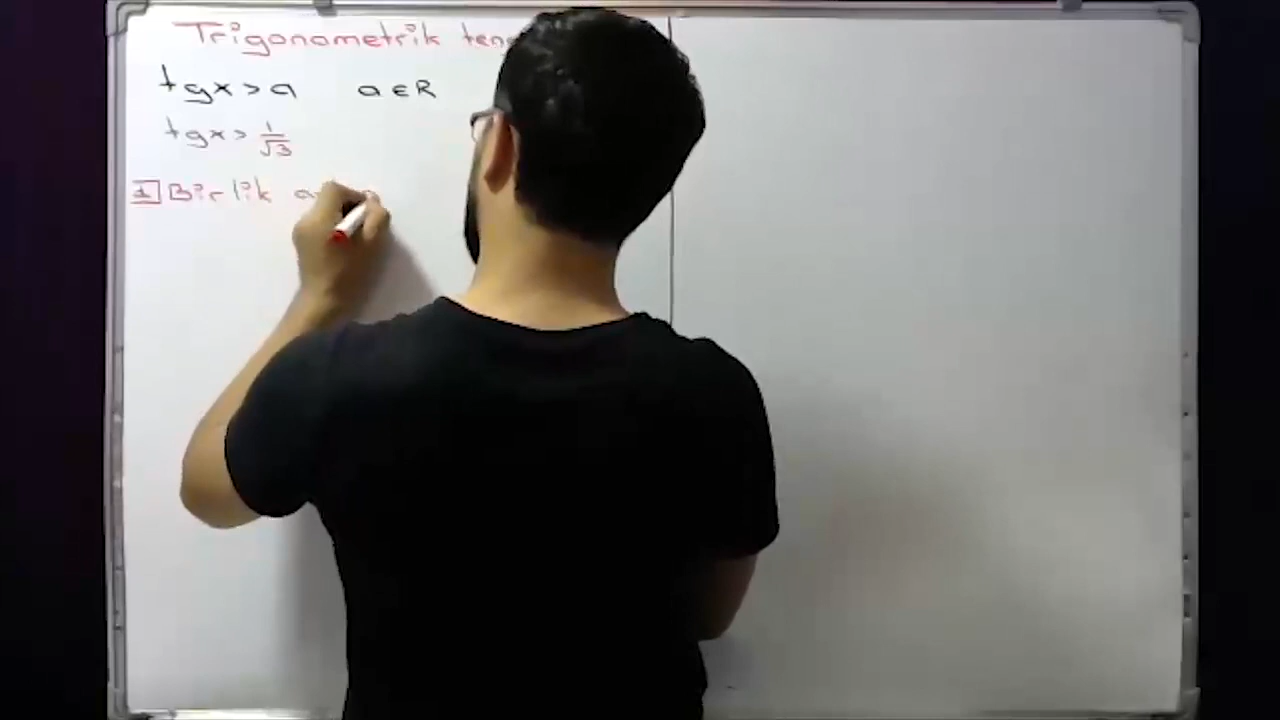 Trigonometrik
tgx > a a ∈ R
tgx > 1/√3
1 Birlik